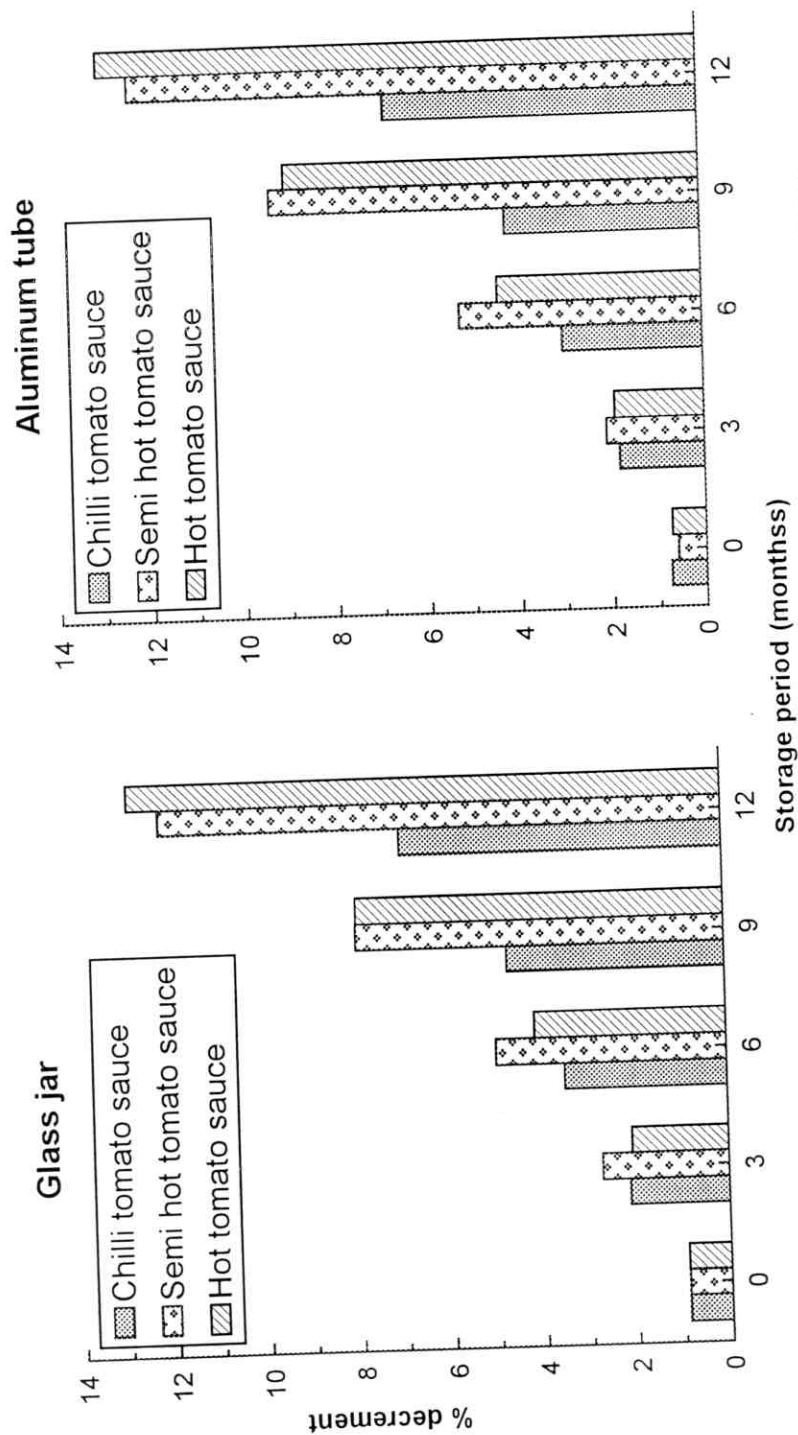 Glass jar
Chilli tomato sauce
Semi hot tomato sauce
Hot tomato sauce
14
12
10
8
6
4
2
0
% decrement
0
3
6
9
12
Aluminum tube
Chilli tomato sauce
Semi hot tomato sauce
Hot tomato sauce
14
12
10
8
6
4
2
0
0
3
6
9
12
Storage period (monthss)